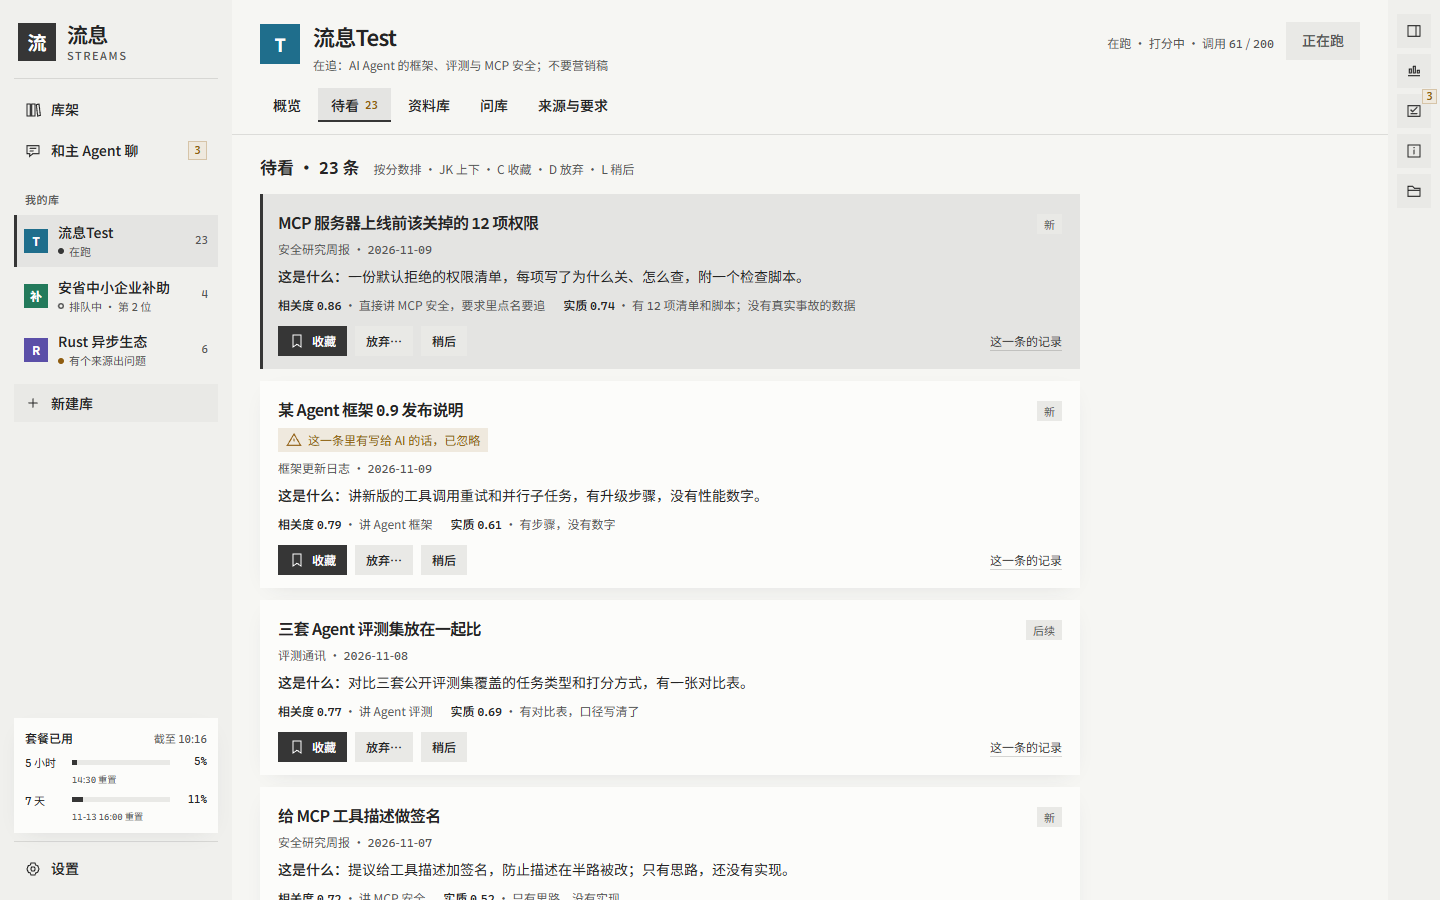 流 流息
STREAMS
库架
和主 Agent 聊 3
我的库
T 流息Test 23
在跑
补 安省中小企业补助 4
排队中 · 第 2 位
R Rust 异步生态 6
有个来源出问题
+ 新建库
套餐已用 截至 10:16
5 小时 5%
14:30 重置
7 天 11%
11-13 16:00 重置
设置
T 流息Test
在追：AI Agent 的框架、评测与 MCP 安全；不要营销稿
在跑 · 打分中 · 调用 61 / 200 正在跑
概览 待看 23 资料库 问库 来源与要求
待看 · 23 条 按分数排 · JK 上下 · C 收藏 · D 放弃 · L 稍后
MCP 服务器上线前该关掉的 12 项权限 新
安全研究周报 · 2026-11-09
这是什么：一份默认拒绝的权限清单，每项写了为什么关、怎么查，附一个检查脚本。
相关度 0.86 · 直接讲 MCP 安全，要求里点名要追 实质 0.74 · 有 12 项清单和脚本；没有真实事故的数据
收藏 放弃… 稍后 这一条的记录
某 Agent 框架 0.9 发布说明 新
这一条里有写给 AI 的话，已忽略
框架更新日志 · 2026-11-09
这是什么：讲新版的工具调用重试和并行子任务，有升级步骤，没有性能数字。
相关度 0.79 · 讲 Agent 框架 实质 0.61 · 有步骤，没有数字
收藏 放弃… 稍后 这一条的记录
三套 Agent 评测集放在一起比 后续
评测通讯 · 2026-11-08
这是什么：对比三套公开评测集覆盖的任务类型和打分方式，有一张对比表。
相关度 0.77 · 讲 Agent 评测 实质 0.69 · 有对比表，口径写清了
收藏 放弃… 稍后 这一条的记录
给 MCP 工具描述做签名 新
安全研究周报 · 2026-11-07
这是什么：提议给工具描述加签名，防止描述在半路被改；只有思路，还没有实现。
相关度 0.72 · 讲 MCP 安全 实质 0.52 · 只有思路，没有实现
3